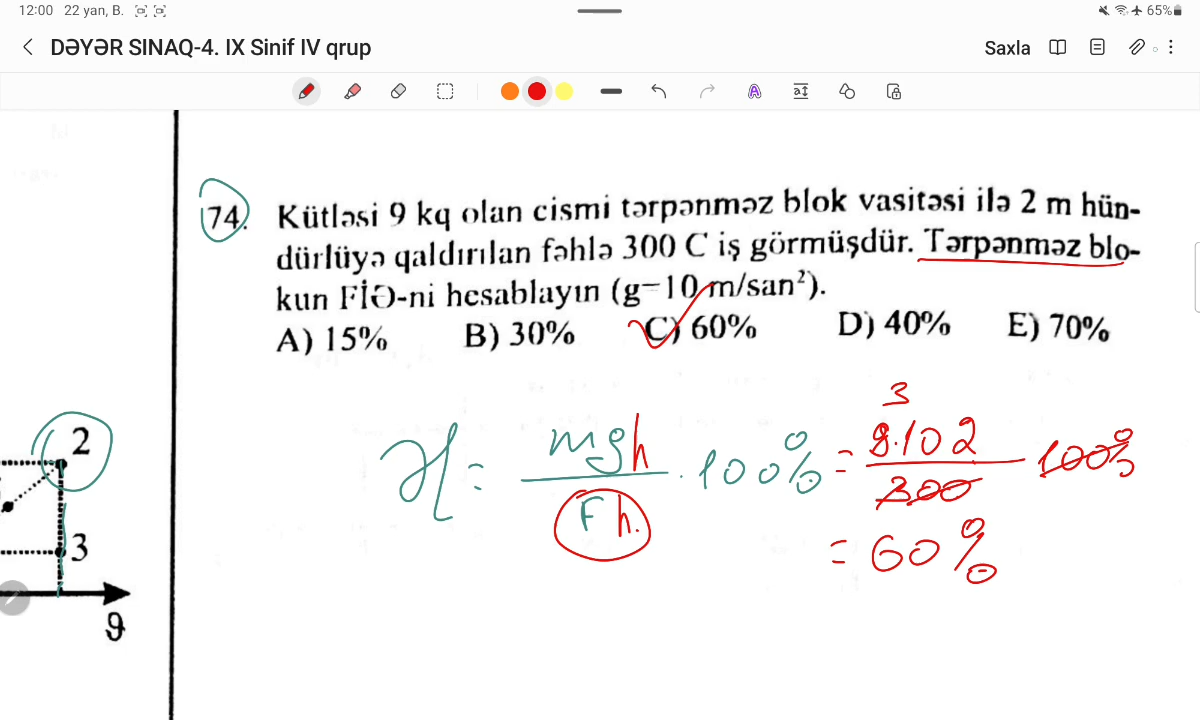 12:00 22 yan, B. 65%
DƏYƏR SINAQ-4. IX Sinif IV qrup Saxla
74. Kütləsi 9 kq olan cismi tərpənməz blok vasitəsi ilə 2 m hün-
dürlüyə qaldırılan fəhlə 300 C iş görmüşdür. Tərpənməz blo-
kun FİƏ-ni hesablayın (g=10 m/san²).
A) 15% B) 30% C) 60% D) 40% E) 70%
2
3
ϑ
3
η = mgh / Fh. · 100% = 9·10 2 / 300 100%
= 60%